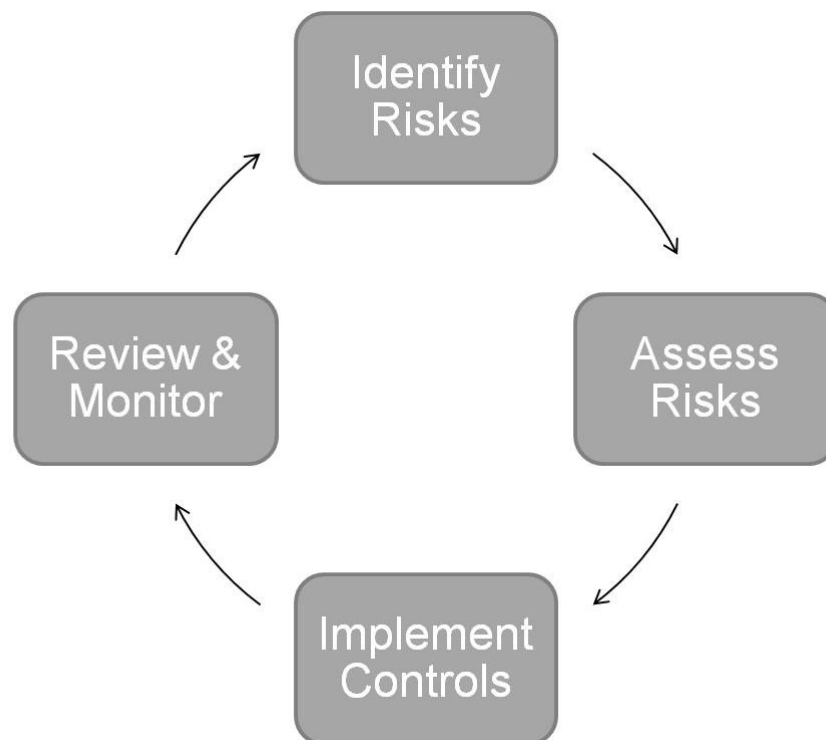 Identify
Risks
Assess
Risks
Implement
Controls
Review &
Monitor